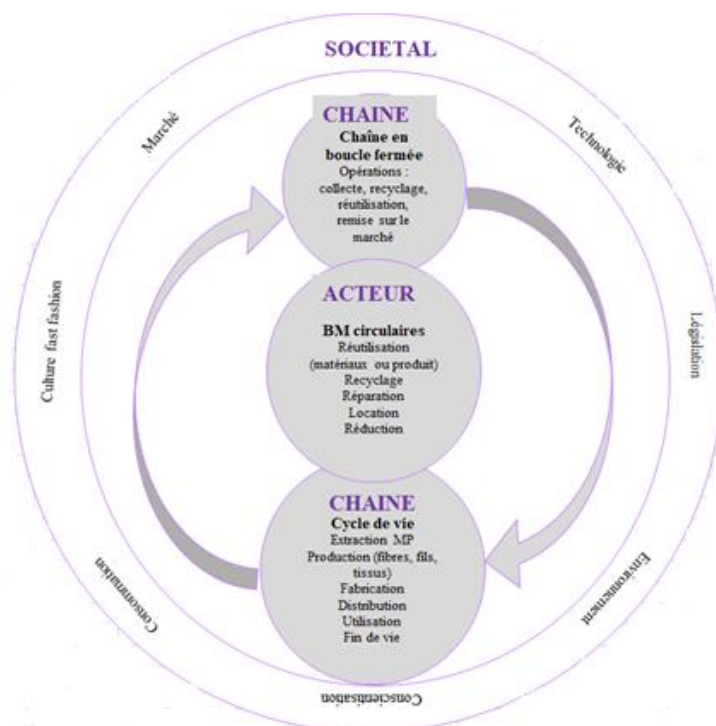 SOCIETAL
CHAINE
Chaîne en
boucle fermée
Opérations :
collecte, recyclage,
réutilisation,
remise sur le
marché
ACTEUR
BM circulaires
Réutilisation
(matériaux ou produit)
Recyclage
Réparation
Location
Réduction
CHAINE
Cycle de vie
Extraction MP
Production (fibres, fils,
tissus)
Fabrication
Distribution
Utilisation
Fin de vie
Marché
Technologie
Culture fast fashion
Législation
Consommation
Environnement
Conscientisation